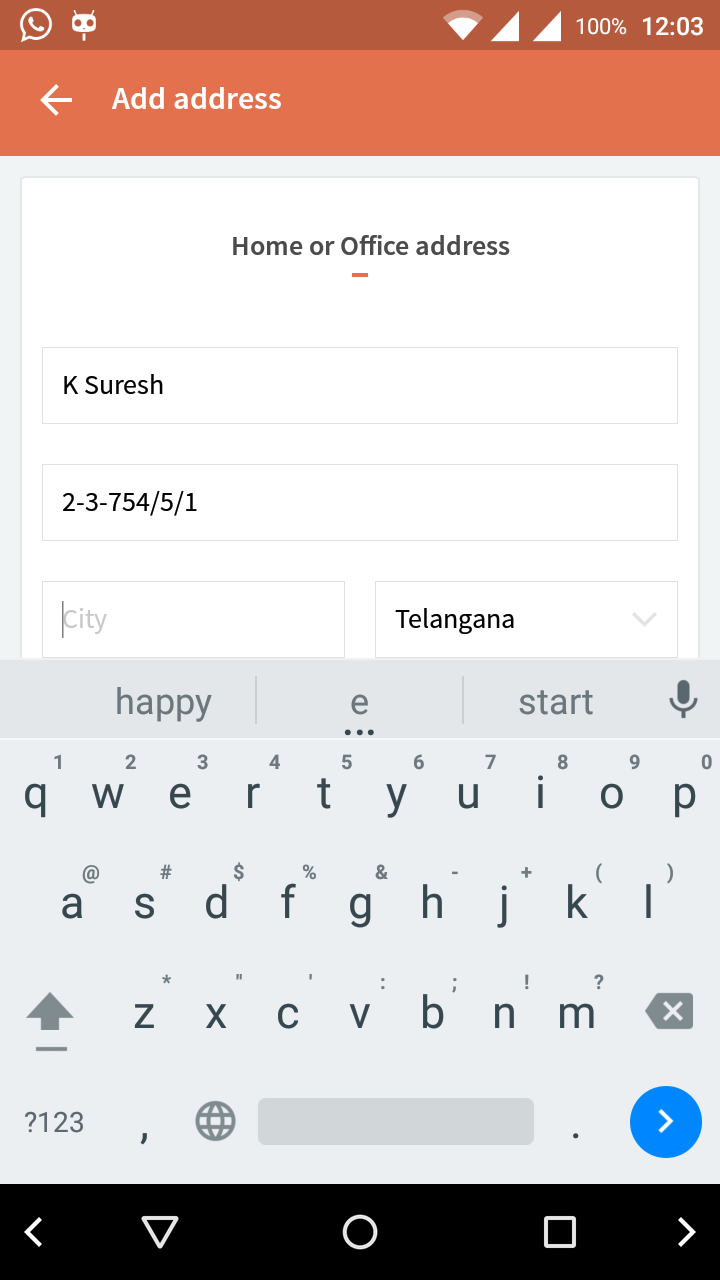 100% 12:03
Add address
Home or Office address
K Suresh
2-3-754/5/1
City Telangana
happy e start
1 2 3 4 5 6 7 8 9 0
q w e r t y u i o p
@ # $ % & - + ( )
a s d f g h j k l
* " ' : ; ! ?
z x c v b n m
?123 , .